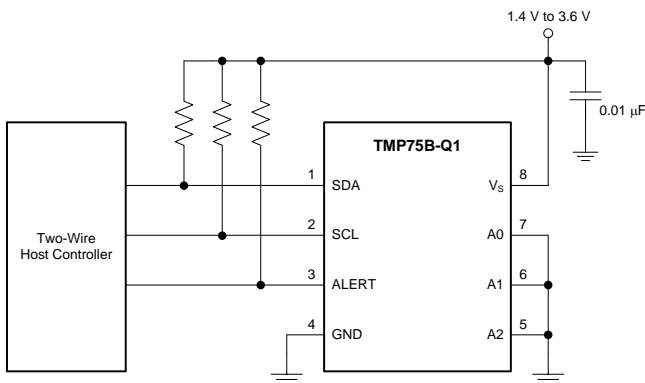 1.4 V to 3.6 V
0.01 µF
TMP75B-Q1
Two-Wire
Host Controller
1
SDA
2
SCL
3
ALERT
4
GND
8
VS
7
A0
6
A1
5
A2